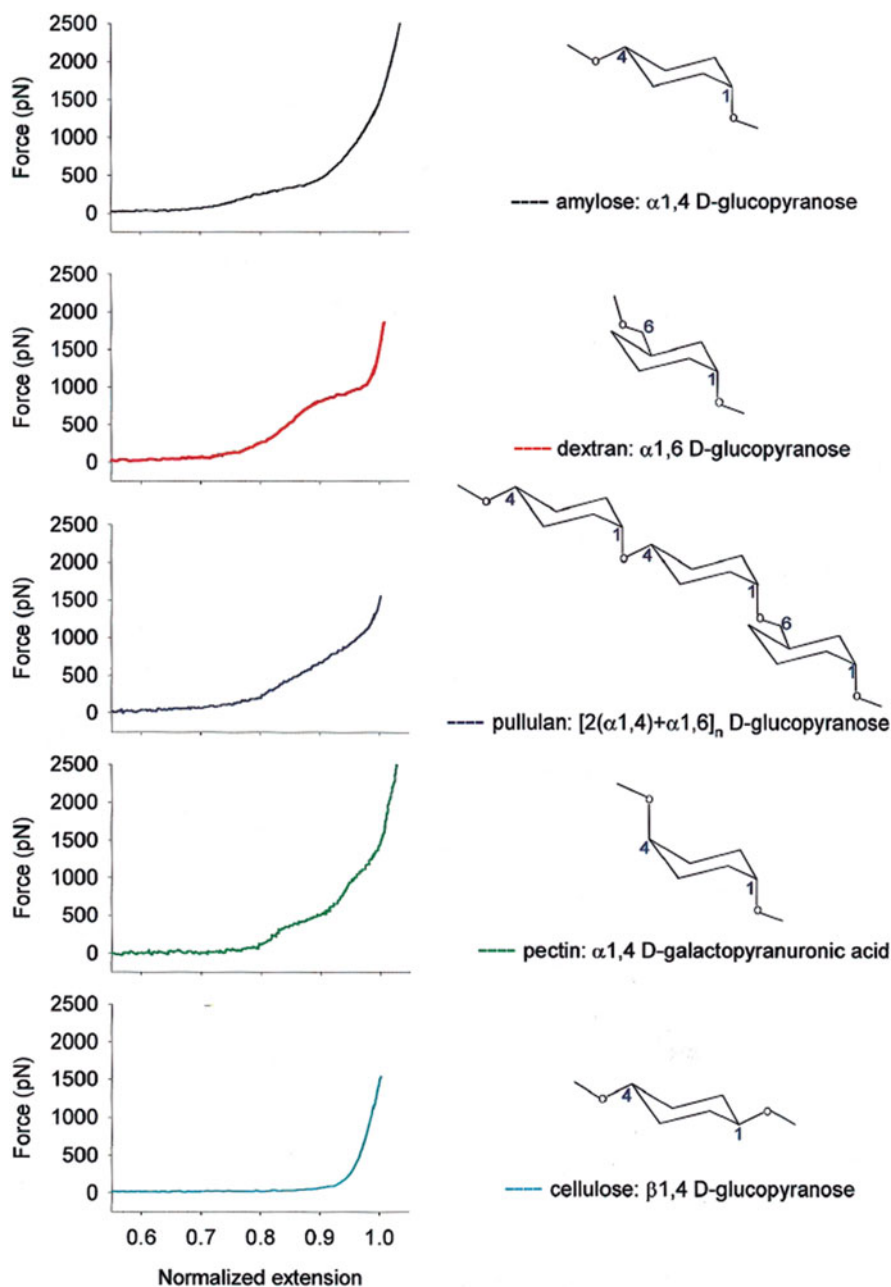 2500
2000
1500
1000
500
0
Force (pN)
4
O
1
O
amylose: α1,4 D-glucopyranose
2500
2000
1500
1000
500
0
Force (pN)
O
6
1
O
dextran: α1,6 D-glucopyranose
2500
2000
1500
1000
500
0
Force (pN)
O
4
1
O
4
1
O
6
1
O
pullulan: [2(α1,4)+α1,6]n D-glucopyranose
2500
2000
1500
1000
500
0
Force (pN)
O
4
1
O
pectin: α1,4 D-galactopyranuronic acid
2500
2000
1500
1000
500
0
Force (pN)
O
4
1
O
cellulose: β1,4 D-glucopyranose
0.6 0.7 0.8 0.9 1.0
Normalized extension